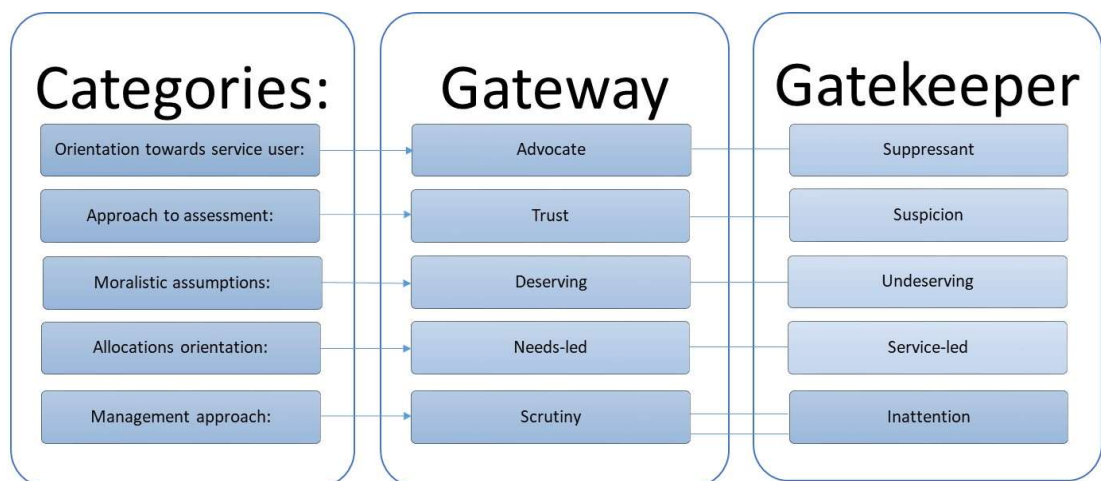 Categories:
Gateway
Gatekeeper
Orientation towards service user:
Advocate
Suppressant
Approach to assessment:
Trust
Suspicion
Moralistic assumptions:
Deserving
Undeserving
Allocations orientation:
Needs-led
Service-led
Management approach:
Scrutiny
Inattention